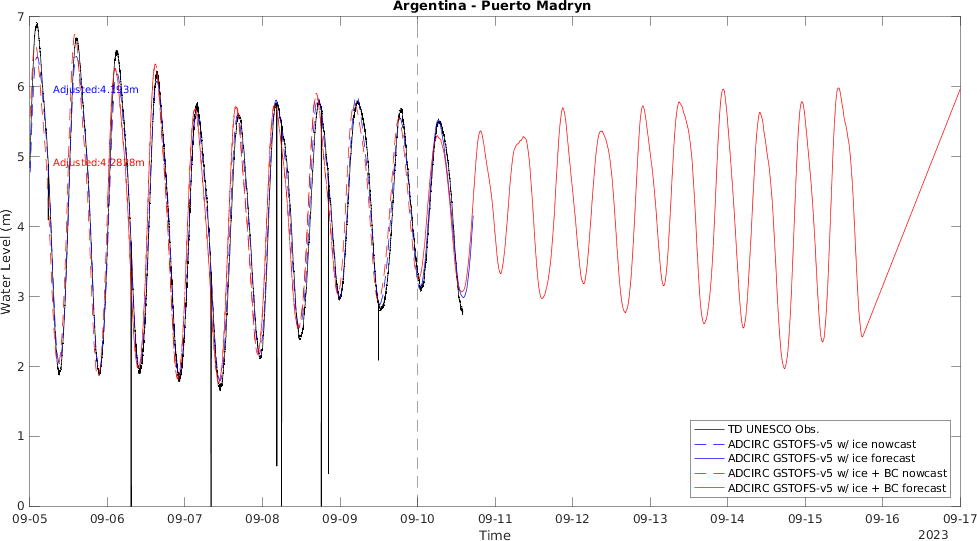 Argentina - Puerto Madryn
7
6
5
4
3
2
1
0
Water Level (m)
Adjusted:4.193m
Adjusted:4.2828m
TD UNESCO Obs.
ADCIRC GSTOFS-v5 w/ ice nowcast
ADCIRC GSTOFS-v5 w/ ice forecast
ADCIRC GSTOFS-v5 w/ ice + BC nowcast
ADCIRC GSTOFS-v5 w/ ice + BC forecast
09-05 09-06 09-07 09-08 09-09 09-10 09-11 09-12 09-13 09-14 09-15 09-16 09-17
Time
2023